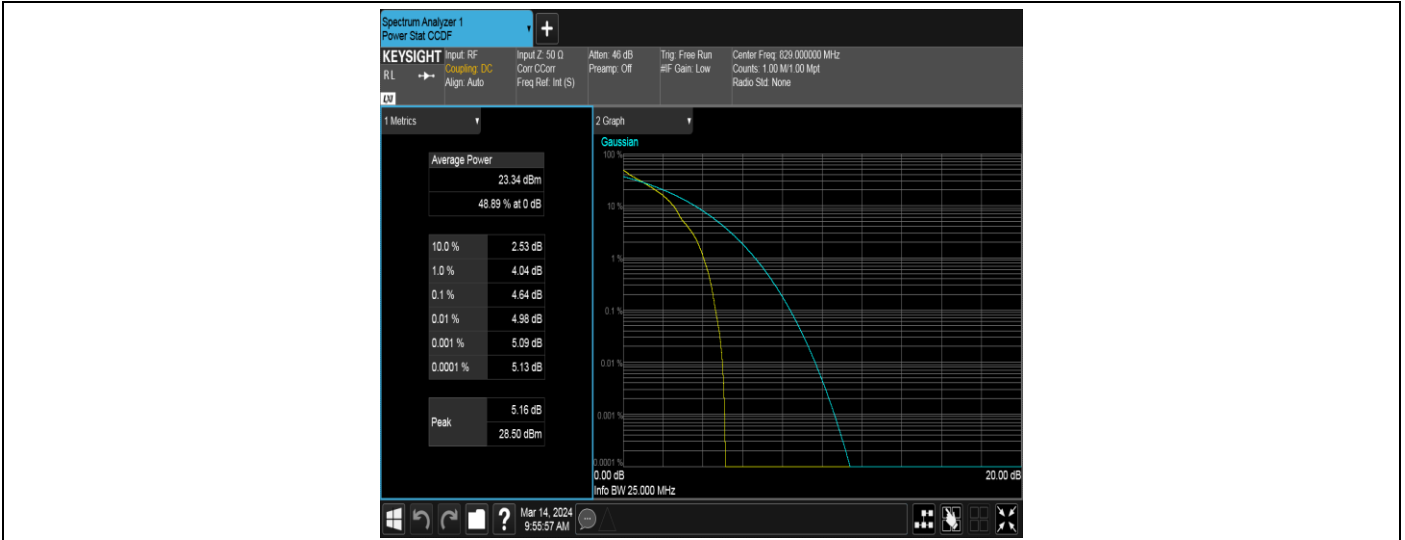 Spectrum Analyzer 1
Power Stat CCDF
+
KEYSIGHT
RL
LXI
Input: RF
Coupling: DC
Align: Auto
Input Z: 50 Ω
Corr CCorr
Freq Ref: Int (S)
Atten: 46 dB
Preamp: Off
Trig: Free Run
#IF Gain: Low
Center Freq: 829.000000 MHz
Counts: 1.00 M/1.00 Mpt
Radio Std: None
1 Metrics
Average Power
23.34 dBm
48.89 % at 0 dB
10.0 % 2.53 dB
1.0 % 4.04 dB
0.1 % 4.64 dB
0.01 % 4.98 dB
0.001 % 5.09 dB
0.0001 % 5.13 dB
Peak
5.16 dB
28.50 dBm
2 Graph
Gaussian
100 %
10 %
1 %
0.1 %
0.01 %
0.001 %
0.0001 %
0.00 dB
20.00 dB
Info BW 25.000 MHz
?
Mar 14, 2024
9:55:57 AM